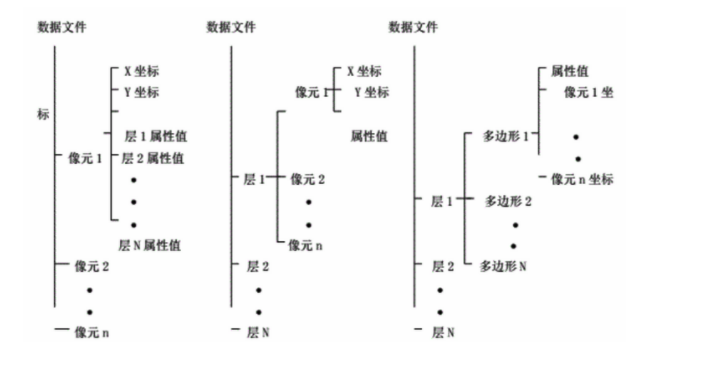 数据文件
X 坐标
Y 坐标
标
层 1 属性值
像元 1
层 2 属性值
层 N 属性值
像元 2
像元 n
数据文件
X 坐标
像元 1
Y 坐标
属性值
层 1
像元 2
像元 n
层 2
层 N
数据文件
属性值
像元 1 坐
多边形 1
像元 n 坐标
层 1
多边形 2
层 2
多边形 N
层 N